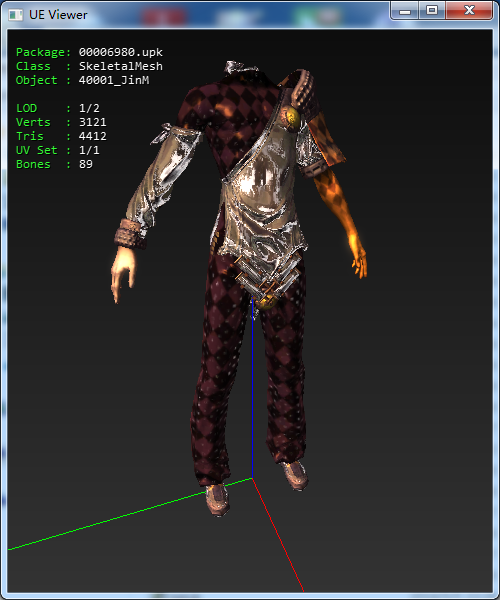 UE Viewer
Package: 00006980.upk
Class : SkeletalMesh
Object : 40001_JinM
LOD : 1/2
Verts : 3121
Tris : 4412
UV Set : 1/1
Bones : 89